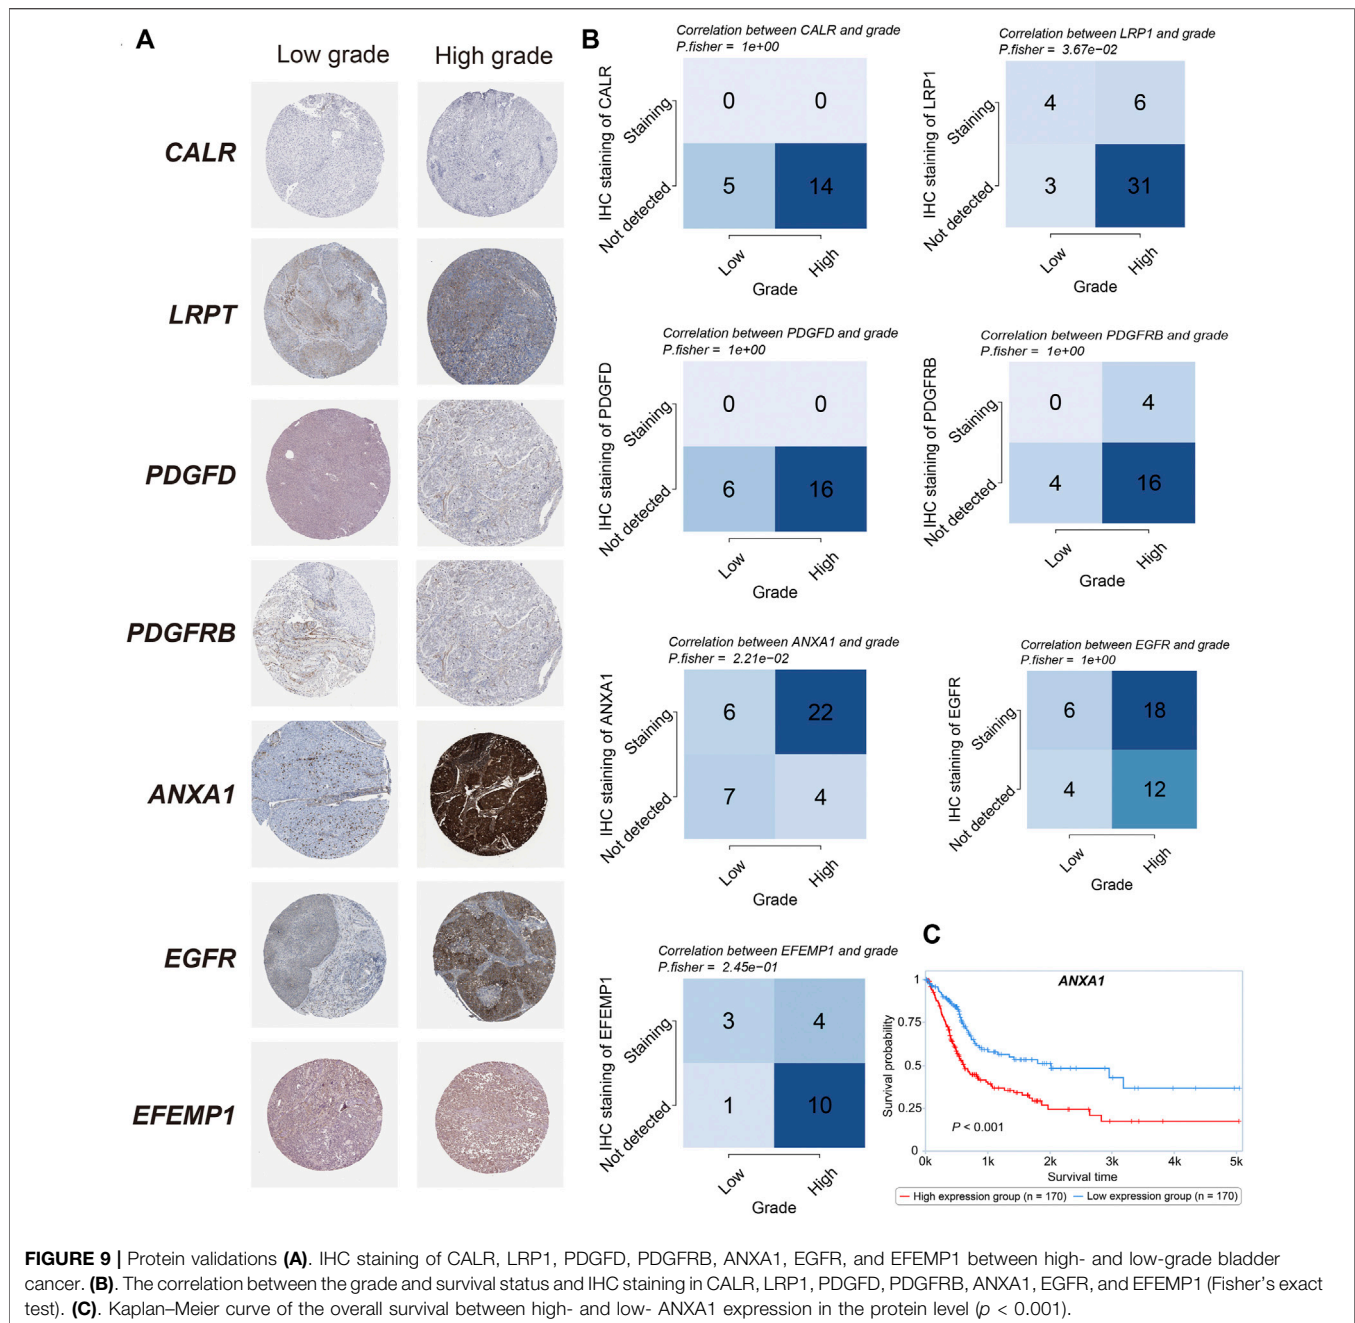 A
Low grade
High grade
CALR
LRPT
PDGFD
PDGFRB
ANXA1
EGFR
EFEMP1
B
Correlation between CALR and grade
P.fisher = 1e+00
IHC staining of CALR
Staining
Not detected
0 0
5 14
Low
High
Grade
Correlation between LRP1 and grade
P.fisher = 3.67e−02
IHC staining of LRP1
Staining
Not detected
4 6
3 31
Low
High
Grade
Correlation between PDGFD and grade
P.fisher = 1e+00
IHC staining of PDGFD
Staining
Not detected
0 0
6 16
Low
High
Grade
Correlation between PDGFRB and grade
P.fisher = 1e+00
IHC staining of PDGFRB
Staining
Not detected
0 4
4 16
Low
High
Grade
Correlation between ANXA1 and grade
P.fisher = 2.21e−02
IHC staining of ANXA1
Staining
Not detected
6 22
7 4
Low
High
Grade
Correlation between EGFR and grade
P.fisher = 1e+00
IHC staining of EGFR
Staining
Not detected
6 18
4 12
Low
High
Grade
Correlation between EFEMP1 and grade
P.fisher = 2.45e−01
IHC staining of EFEMP1
Staining
Not detected
3 4
1 10
Low
High
Grade
C
ANXA1
Survival probability
1
0.75
0.5
0.25
0
P < 0.001
0k 1k 2k 3k 4k 5k
Survival time
High expression group (n = 170) Low expression group (n = 170)
FIGURE 9 | Protein validations (A). IHC staining of CALR, LRP1, PDGFD, PDGFRB, ANXA1, EGFR, and EFEMP1 between high- and low-grade bladder
cancer. (B). The correlation between the grade and survival status and IHC staining in CALR, LRP1, PDGFD, PDGFRB, ANXA1, EGFR, and EFEMP1 (Fisher's exact
test). (C). Kaplan–Meier curve of the overall survival between high- and low- ANXA1 expression in the protein level (p < 0.001).